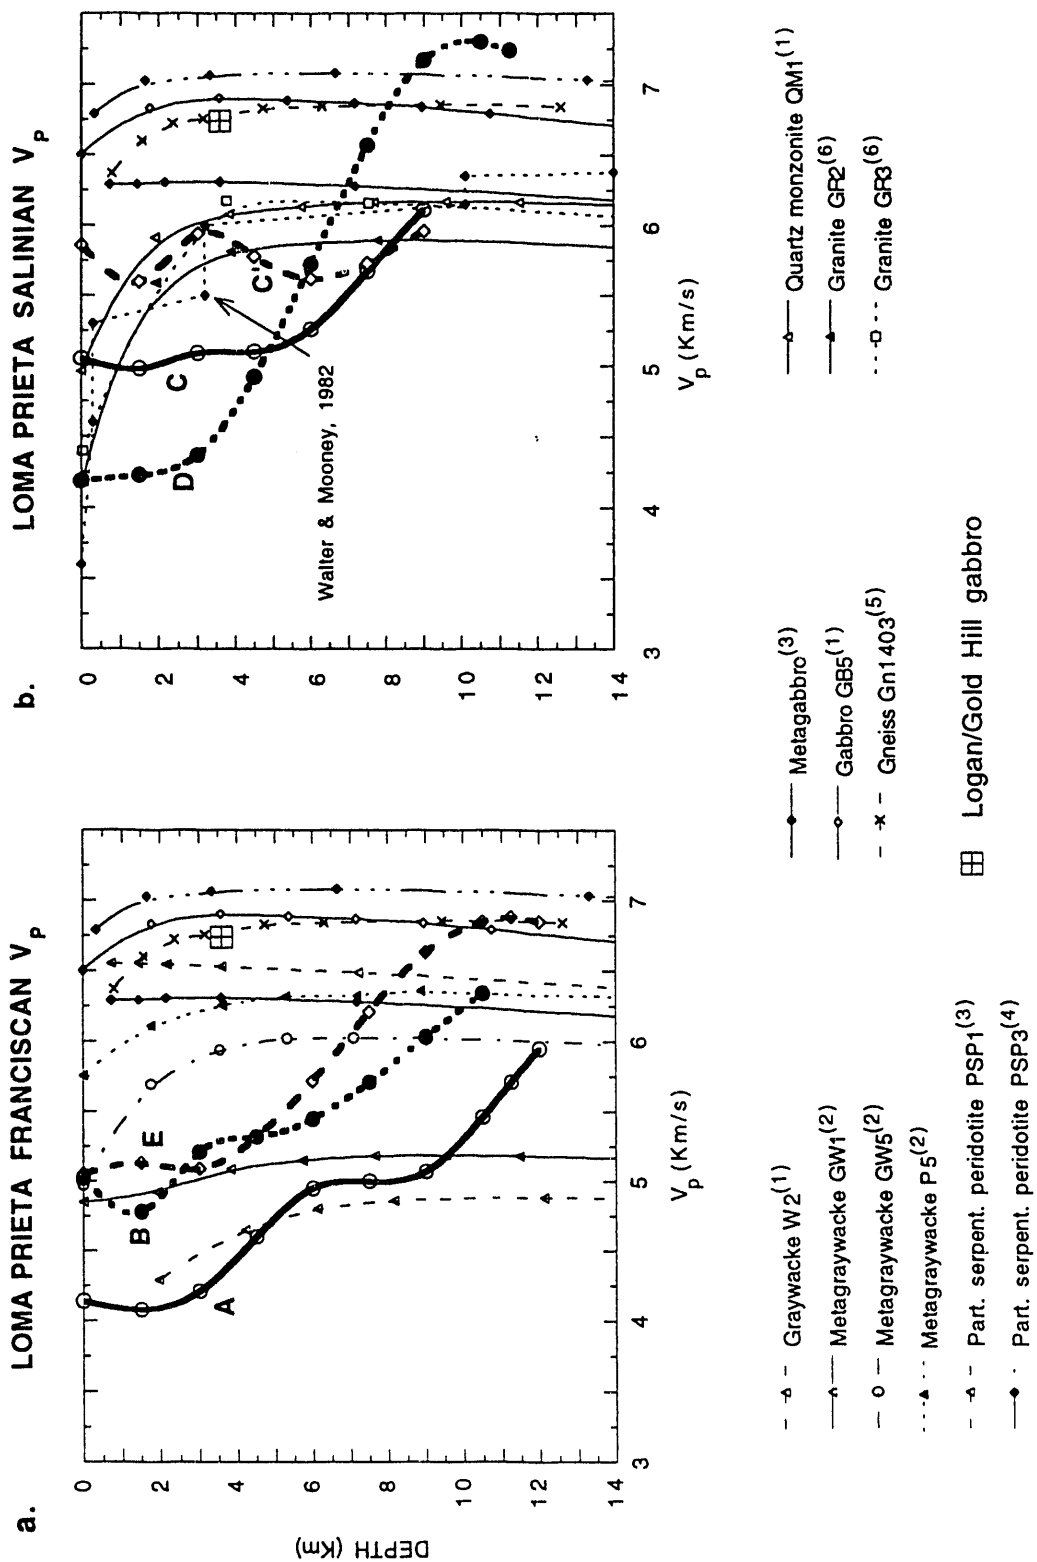 a. LOMA PRIETA FRANCISCAN Vp
DEPTH (Km)
0
2
4
6
8
10
12
14
3
4
5
6
7
Vp (Km/s)
A
B
E
b. LOMA PRIETA SALINIAN Vp
0
2
4
6
8
10
12
14
3
4
5
6
7
Vp (Km/s)
D
C
C'
Walter & Mooney, 1982
Graywacke W2(1)
Metagraywacke GW1(2)
Metagraywacke GW5(2)
Metagraywacke P5(2)
Part. serpent. peridotite PSP1(3)
Part. serpent. peridotite PSP3(4)
Metagabbro(3)
Gabbro GB5(1)
Gneiss Gn1403(5)
Logan/Gold Hill gabbro
Quartz monzonite QM1(1)
Granite GR2(6)
Granite GR3(6)